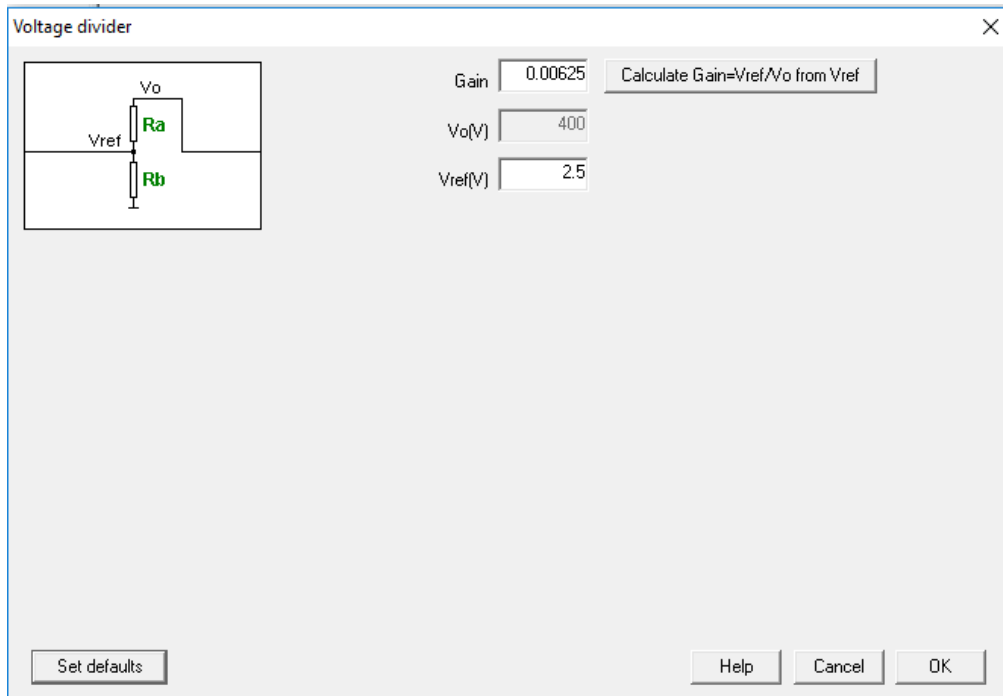 Voltage divider
Vo
Ra
Vref
Rb
Gain 0.00625 Calculate Gain=Vref/Vo from Vref
Vo(V) 400
Vref(V) 2.5
Set defaults Help Cancel OK